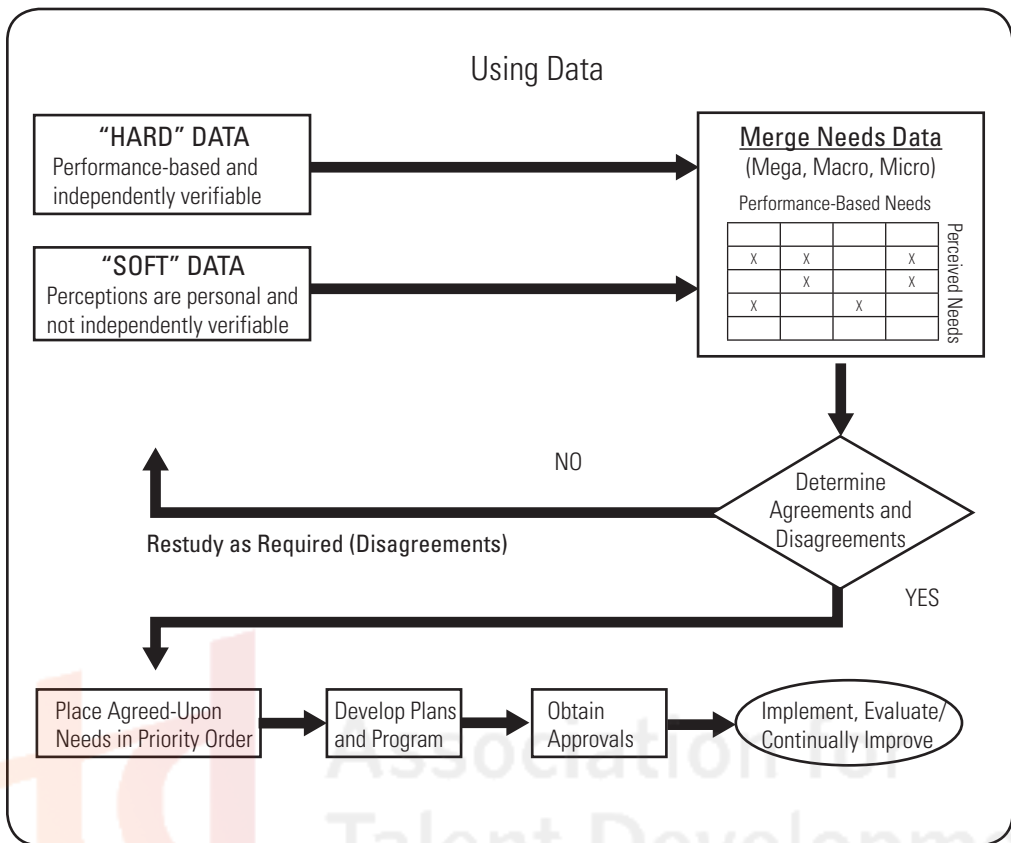 Using Data
“HARD” DATA
Performance-based and
independently verifiable
“SOFT” DATA
Perceptions are personal and
not independently verifiable
Merge Needs Data
(Mega, Macro, Micro)
Performance-Based Needs
Perceived Needs
X X X
X X
X X
Determine
Agreements and
Disagreements
NO
Restudy as Required (Disagreements)
YES
Place Agreed-Upon
Needs in Priority Order
Develop Plans
and Program
Obtain
Approvals
Implement, Evaluate/
Continually Improve
Association for
Talent Developme